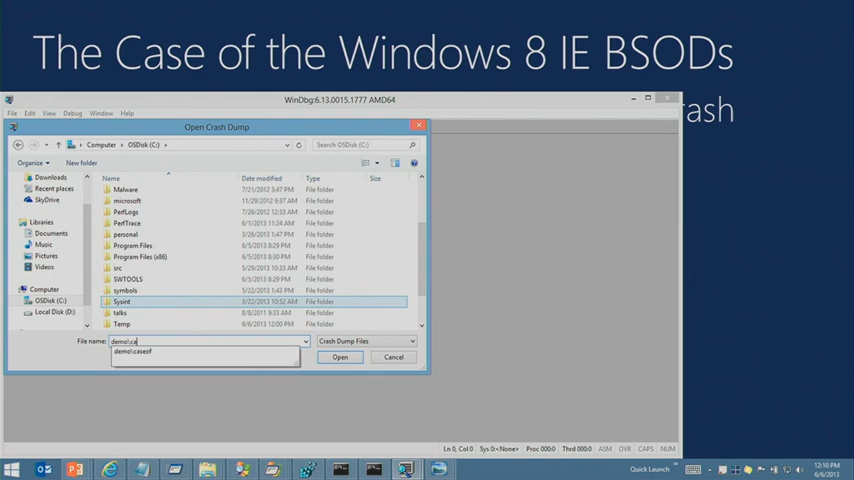 The Case of the Windows 8 IE BSODs
rash
WinDbg:6.13.0015.1777 AMD64
File Edit View Debug Window Help
Open Crash Dump
Computer OSDisk (C:)
Search OSDisk (C:)
Organize New folder
Name Date modified Type Size
Downloads
Recent places
SkyDrive
Libraries
Documents
Music
Pictures
Videos
Computer
OSDisk (C:)
Local Disk (D:)
Malware 7/21/2012 3:47 PM File folder
microsoft 11/29/2012 9:37 AM File folder
PerfLogs 7/26/2012 12:33 AM File folder
PerfTrace 6/1/2013 11:24 AM File folder
personal 3/26/2012 1:47 PM File folder
Program Files 6/5/2013 8:29 PM File folder
Program Files (x86) 6/5/2013 8:30 PM File folder
src 5/29/2013 10:33 AM File folder
SWTOOLS 6/5/2013 8:29 PM File folder
symbols 5/22/2013 1:43 PM File folder
Sysint 3/22/2013 10:52 AM File folder
talks 8/8/2011 9:33 AM File folder
Temp 6/6/2013 12:00 PM File folder
File name: demo\ca
Crash Dump Files
demo\caseof
Open Cancel
Ln 0, Col 0 Sys 0:<None> Proc 000:0 Thrd 000:0 ASM OVR CAPS NUM
Quick Launch
12:10 PM
6/6/2013